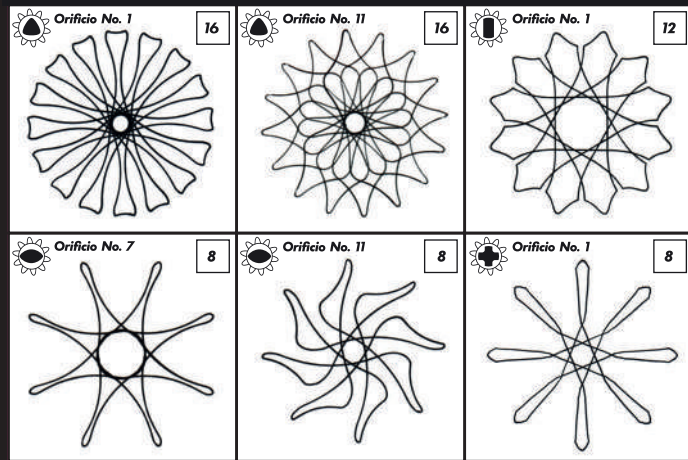 Orificio No. 1 16
Orificio No. 11 16
Orificio No. 1 12
Orificio No. 7 8
Orificio No. 11 8
Orificio No. 1 8